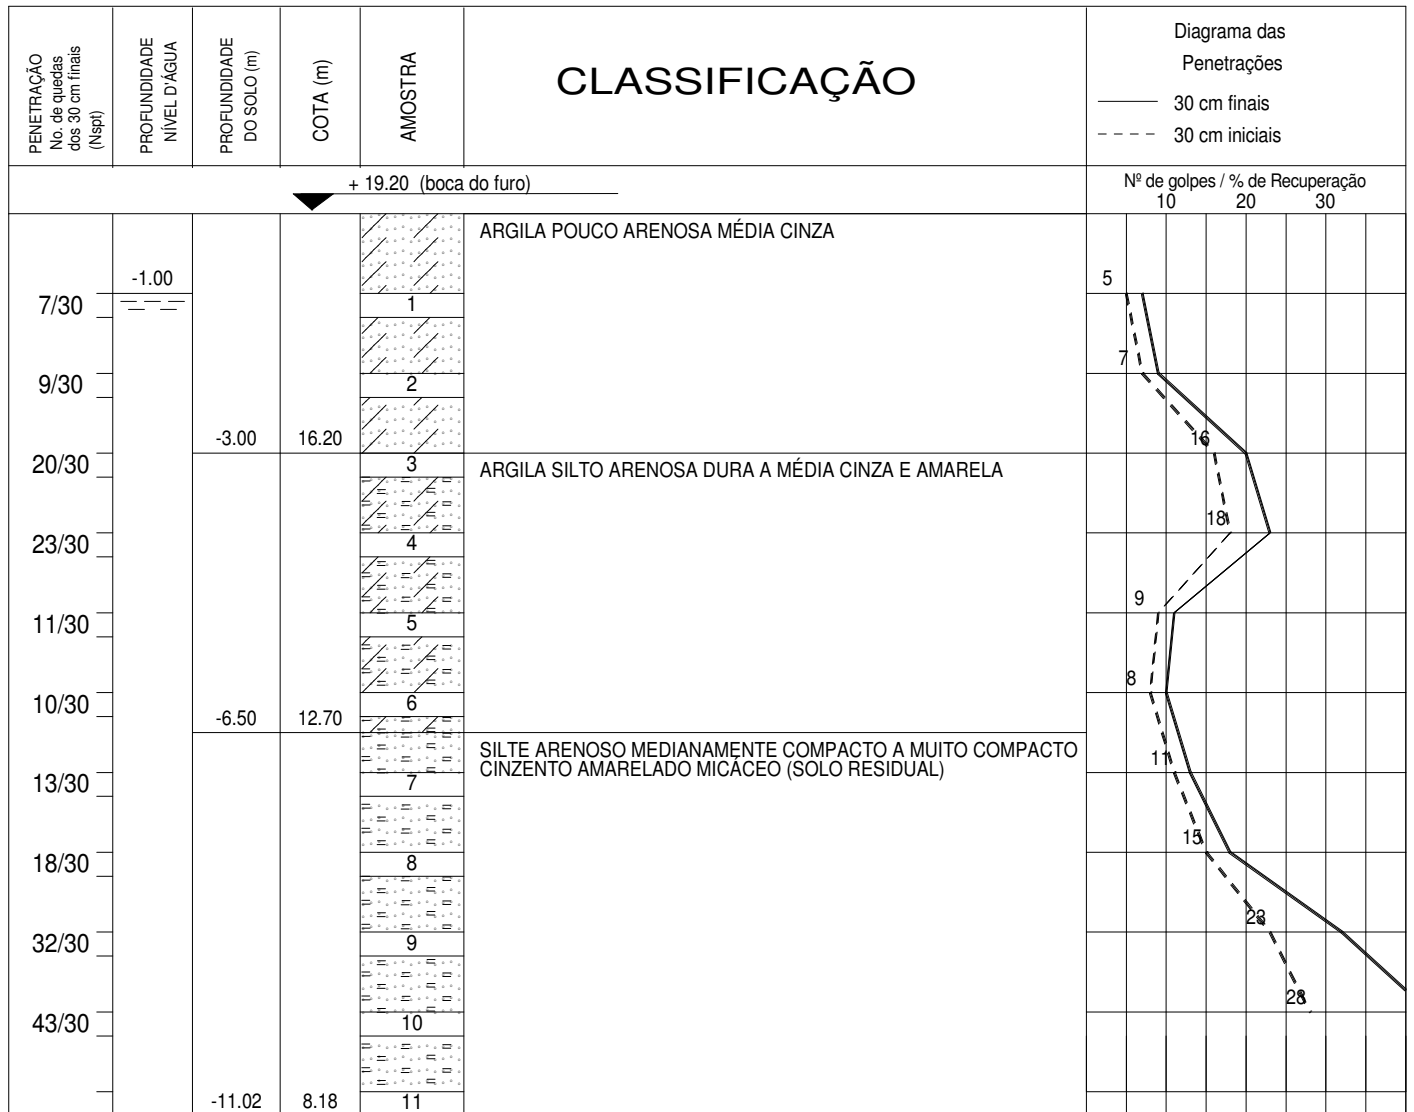 PENETRAÇÃO
No. de quedas
dos 30 cm finais
(Nspt)
PROFUNDIDADE
NÍVEL D'ÁGUA
PROFUNDIDADE
DO SOLO (m)
COTA (m)
AMOSTRA
CLASSIFICAÇÃO
Diagrama das
Penetrações
30 cm finais
30 cm iniciais
+ 19.20 (boca do furo)
Nº de golpes / % de Recuperação
10 20 30
ARGILA POUCO ARENOSA MÉDIA CINZA
-1.00
5
7/30
1
7
9/30
2
-3.00 16.20
16
20/30
3
ARGILA SILTO ARENOSA DURA A MÉDIA CINZA E AMARELA
18
23/30
4
9
11/30
5
8
10/30
6
-6.50 12.70
SILTE ARENOSO MEDIANAMENTE COMPACTO A MUITO COMPACTO
CINZENTO AMARELADO MICÁCEO (SOLO RESIDUAL)
11
13/30
7
15
18/30
8
23
32/30
9
28
43/30
10
-11.02 8.18 11